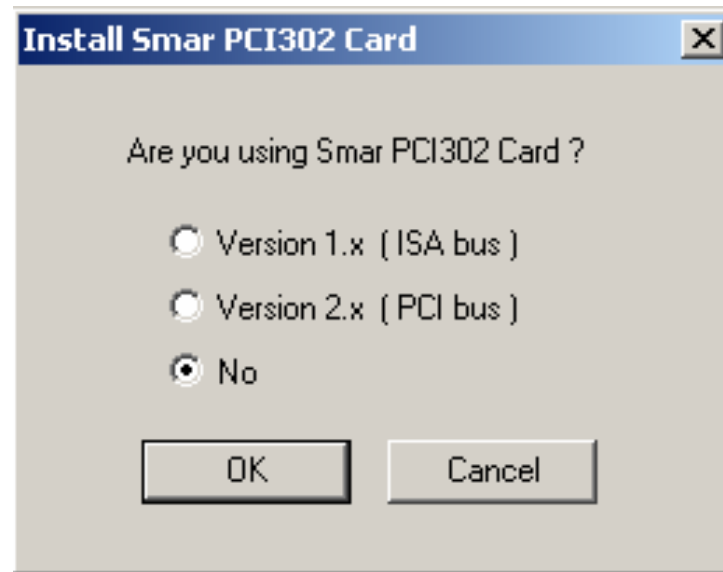 Install Smar PCI302 Card
Are you using Smar PCI302 Card ?
Version 1.x ( ISA bus )
Version 2.x ( PCI bus )
No
OK
Cancel